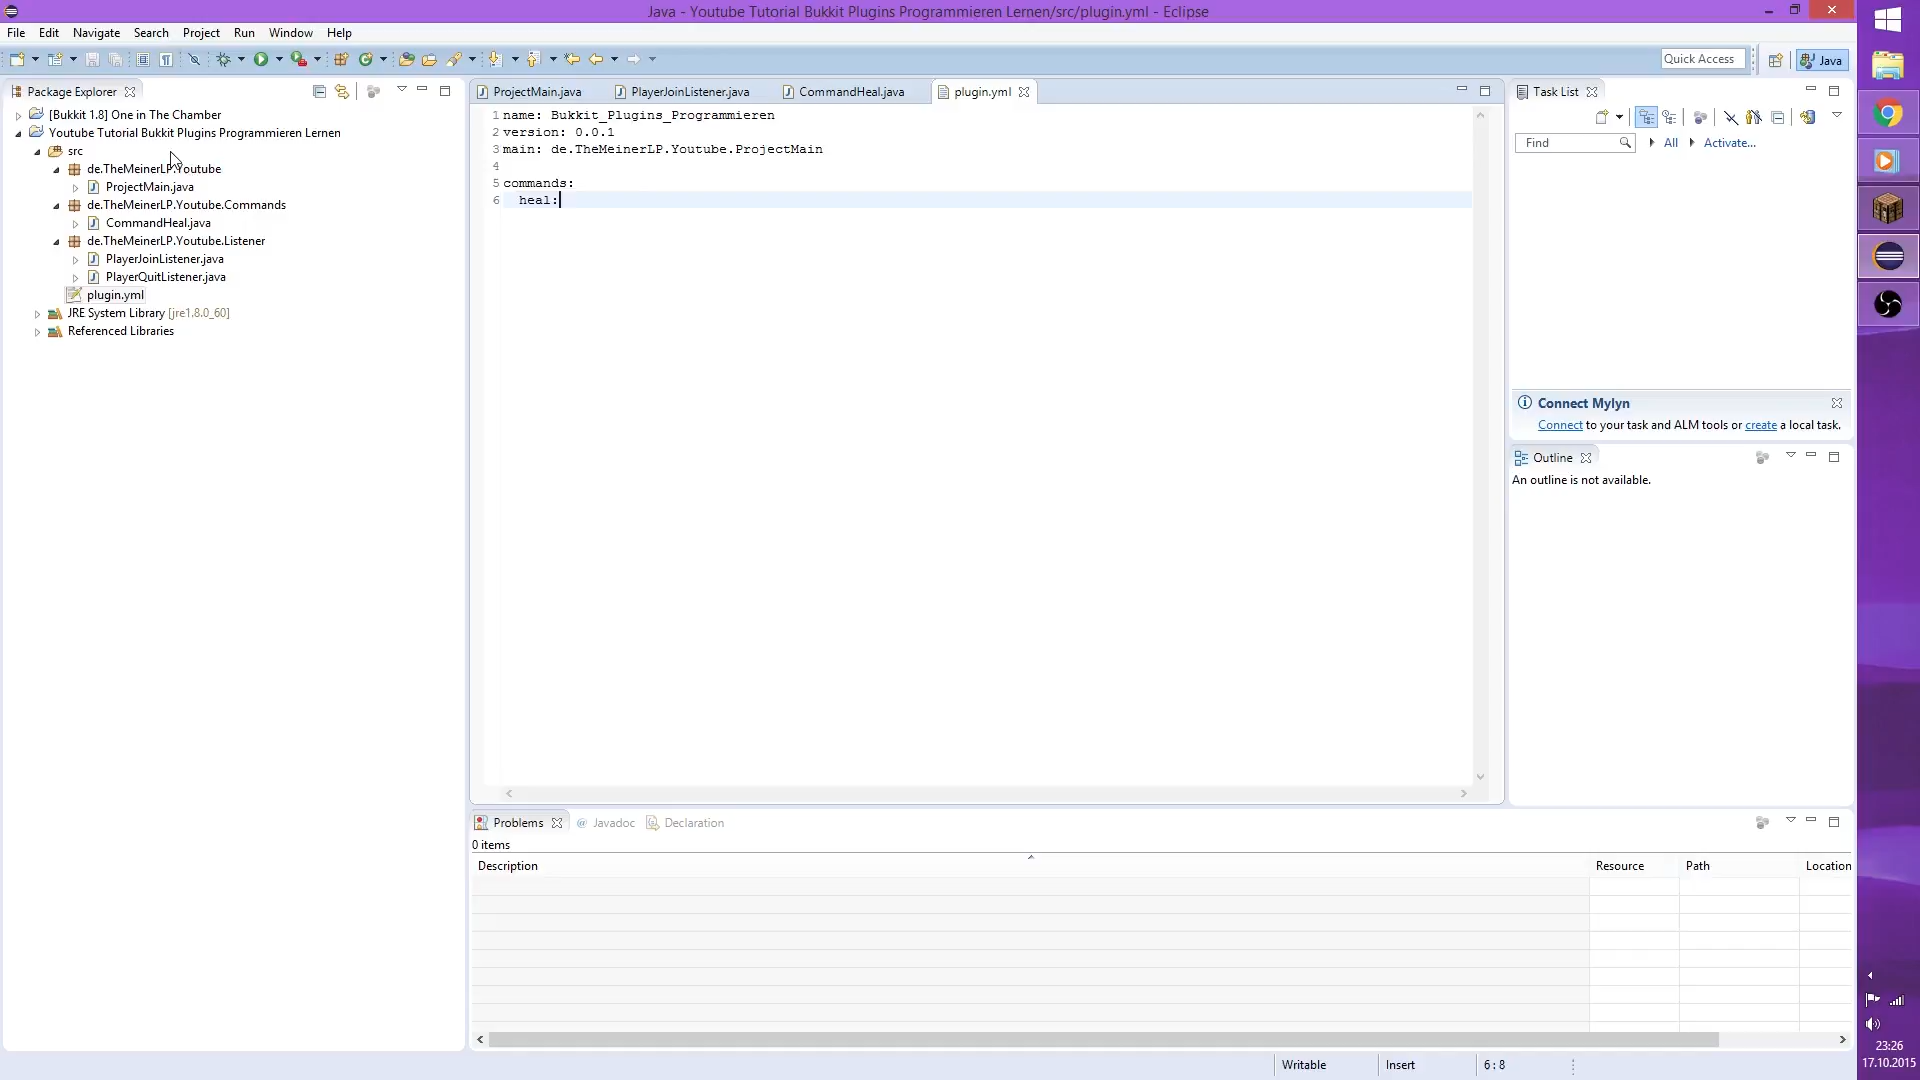 Java - Youtube Tutorial Bukkit Plugins Programmieren Lernen/src/plugin.yml - Eclipse
File Edit Navigate Search Project Run Window Help
Quick Access
Java
Package Explorer
[Bukkit 1.8] One in The Chamber
Youtube Tutorial Bukkit Plugins Programmieren Lernen
src
de.TheMeinerLP.Youtube
ProjectMain.java
de.TheMeinerLP.Youtube.Commands
CommandHeal.java
de.TheMeinerLP.Youtube.Listener
PlayerJoinListener.java
PlayerQuitListener.java
plugin.yml
JRE System Library [jre1.8.0_60]
Referenced Libraries
ProjectMain.java PlayerJoinListener.java CommandHeal.java plugin.yml
1 name: Bukkit_Plugins_Programmieren
2 version: 0.0.1
3 main: de.TheMeinerLP.Youtube.ProjectMain
4
5 commands:
6 heal:
Task List
Find All Activate...
Connect Mylyn
Connect to your task and ALM tools or create a local task.
Outline
An outline is not available.
Problems @ Javadoc Declaration
0 items
Description Resource Path Location
Writable Insert 6 : 8
23:26
17.10.2015